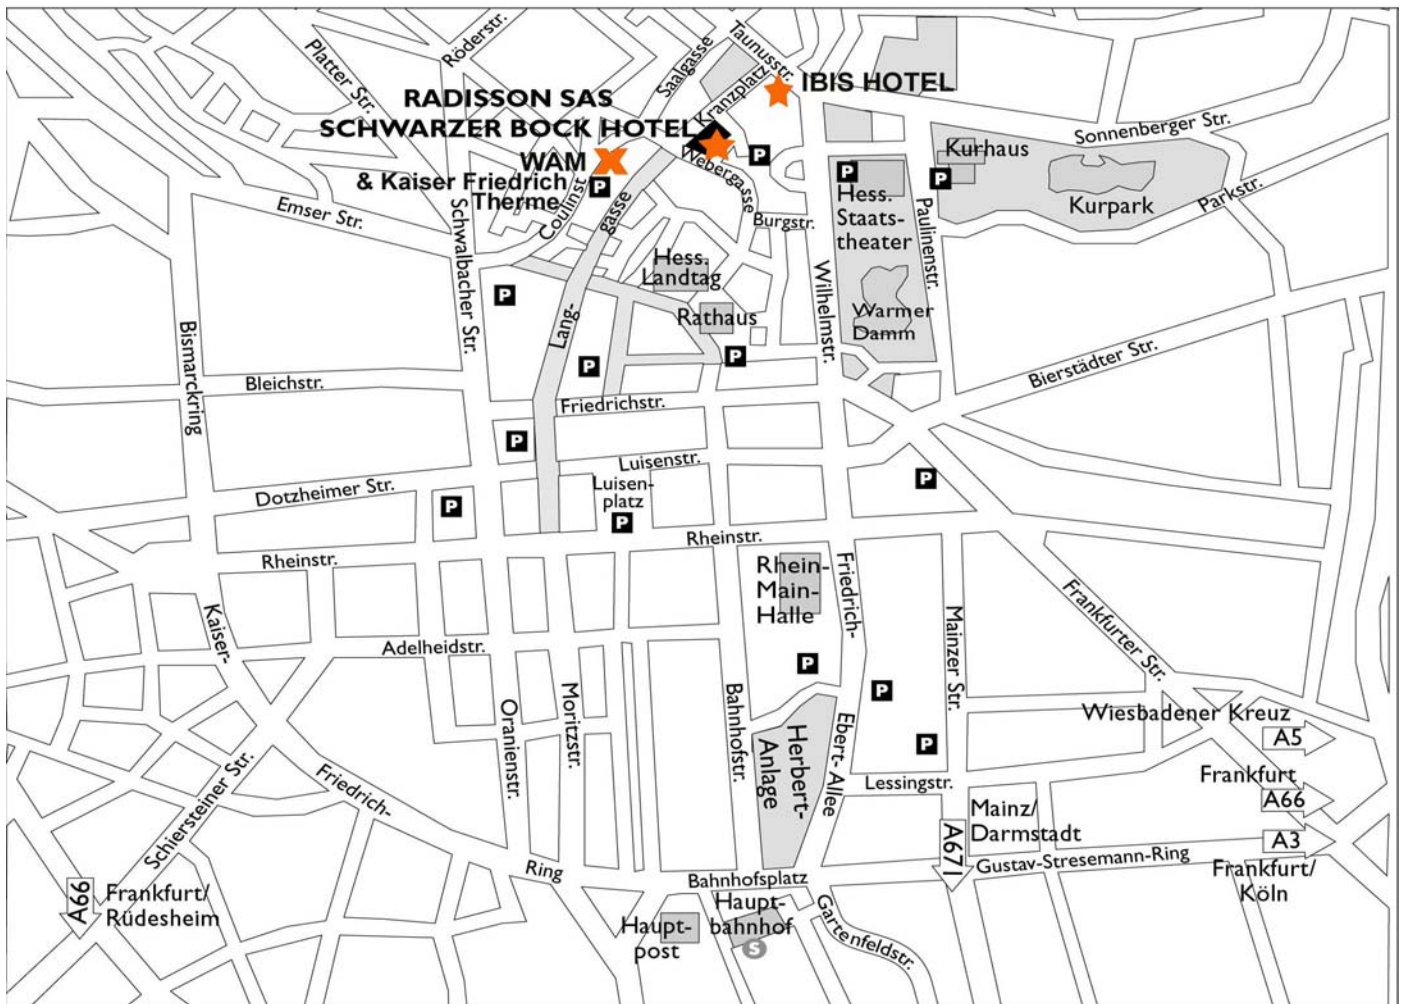 Taunusstr.
Röderstr.
Platter Str.
Saalgasse
Kranzplatz
IBIS HOTEL
RADISSON SAS
SCHWARZER BOCK HOTEL
Sonnenberger Str.
WAM
& Kaiser Friedrich
Therme
P
P
P
P
Kurhaus
Webergasse
Hess.
Staats-
theater
Kurpark
Parkstr.
Emser Str.
Coulinst
gasse
Burgstr.
Paulinenstr.
Schwalbacher Str.
Hess.
Landtag
Wilhelmstr.
P
Lang-
Rathaus
Warmer
Damm
Bismarckring
P
P
Bierstädter Str.
Bleichstr.
Friedrichstr.
P
Luisenstr.
P
Dotzheimer Str.
Luisen-
platz
P
P
Rheinstr.
Rheinstr.
Rhein-
Main-
Halle
Friedrich-
Ebert-Allee
Kaiser-
Friedrich-
Ring
Mainzer Str.
Frankfurter Str.
Adelheidstr.
P
P
Oranienstr.
Moritzstr.
Bahnhofstr.
Herbert-
Anlage
Wiesbadener Kreuz
A5
P
Schiersteiner Str.
Lessingstr.
Frankfurt
A66
Mainz/
Darmstadt
A671
A3
Gustav-Stresemann-Ring
Frankfurt/
Köln
A66
Frankfurt/
Rüdesheim
Bahnhofsplatz
Haupt-
post
Haupt-
bahnhof
S
Gartenfeldstr.